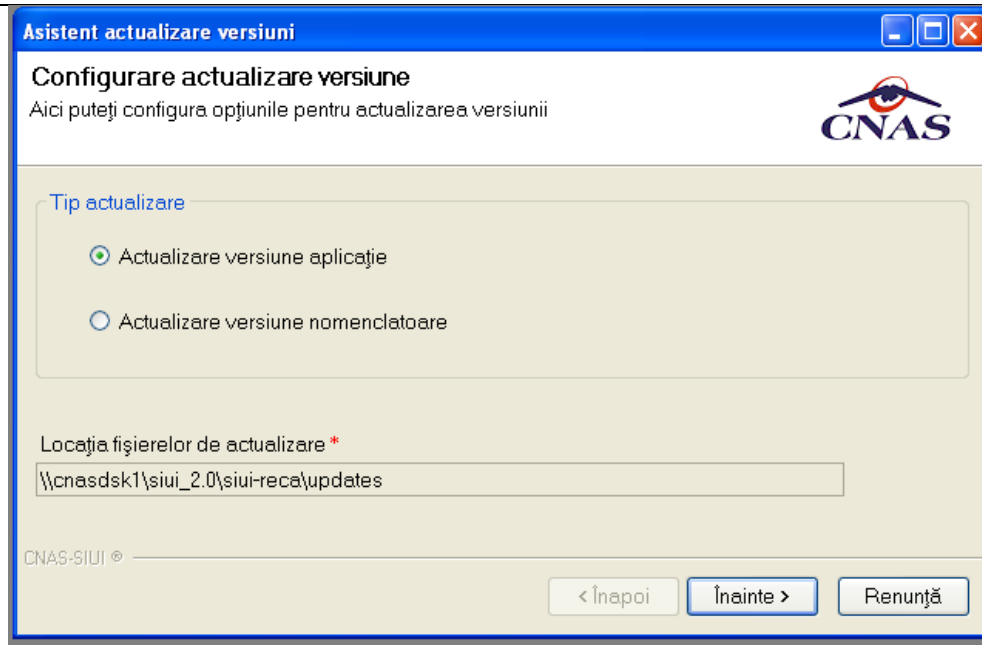 Asistent actualizare versiuni
Configurare actualizare versiune
Aici puteţi configura opţiunile pentru actualizarea versiunii
CNAS
Tip actualizare
Actualizare versiune aplicaţie
Actualizare versiune nomenclatoare
Locaţia fişierelor de actualizare *
\\cnasdsk1\siui_2.0\siui-reca\updates
CNAS-SIUI ®
< Înapoi Înainte > Renunţă